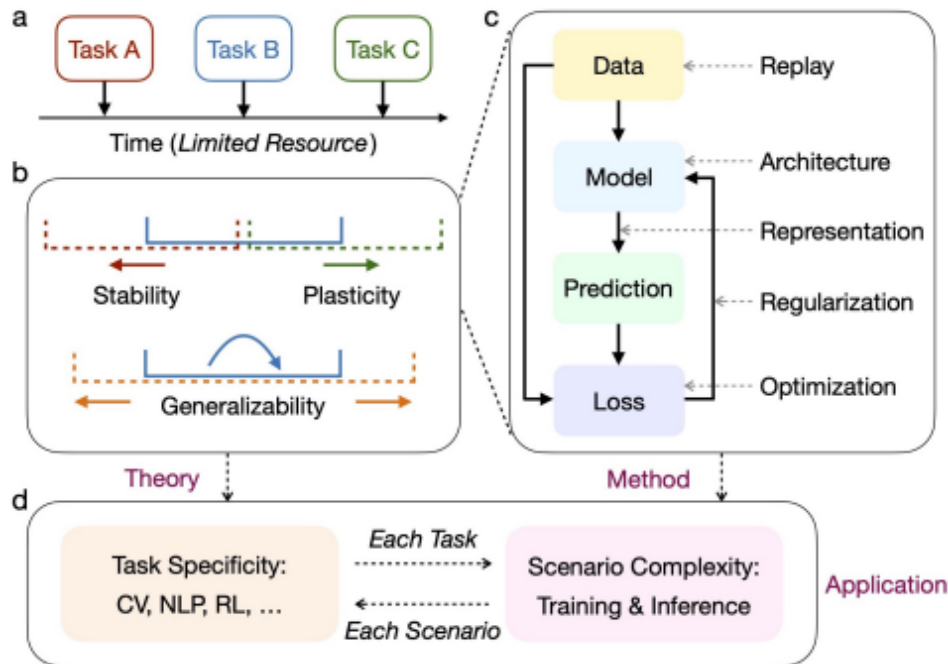 a
Task A
Task B
Task C
Time (Limited Resource)
b
Stability
Plasticity
Generalizability
c
Data
Replay
Model
Architecture
Representation
Prediction
Regularization
Loss
Optimization
Theory
Method
d
Task Specificity:
CV, NLP, RL, ...
Each Task
Each Scenario
Scenario Complexity:
Training & Inference
Application